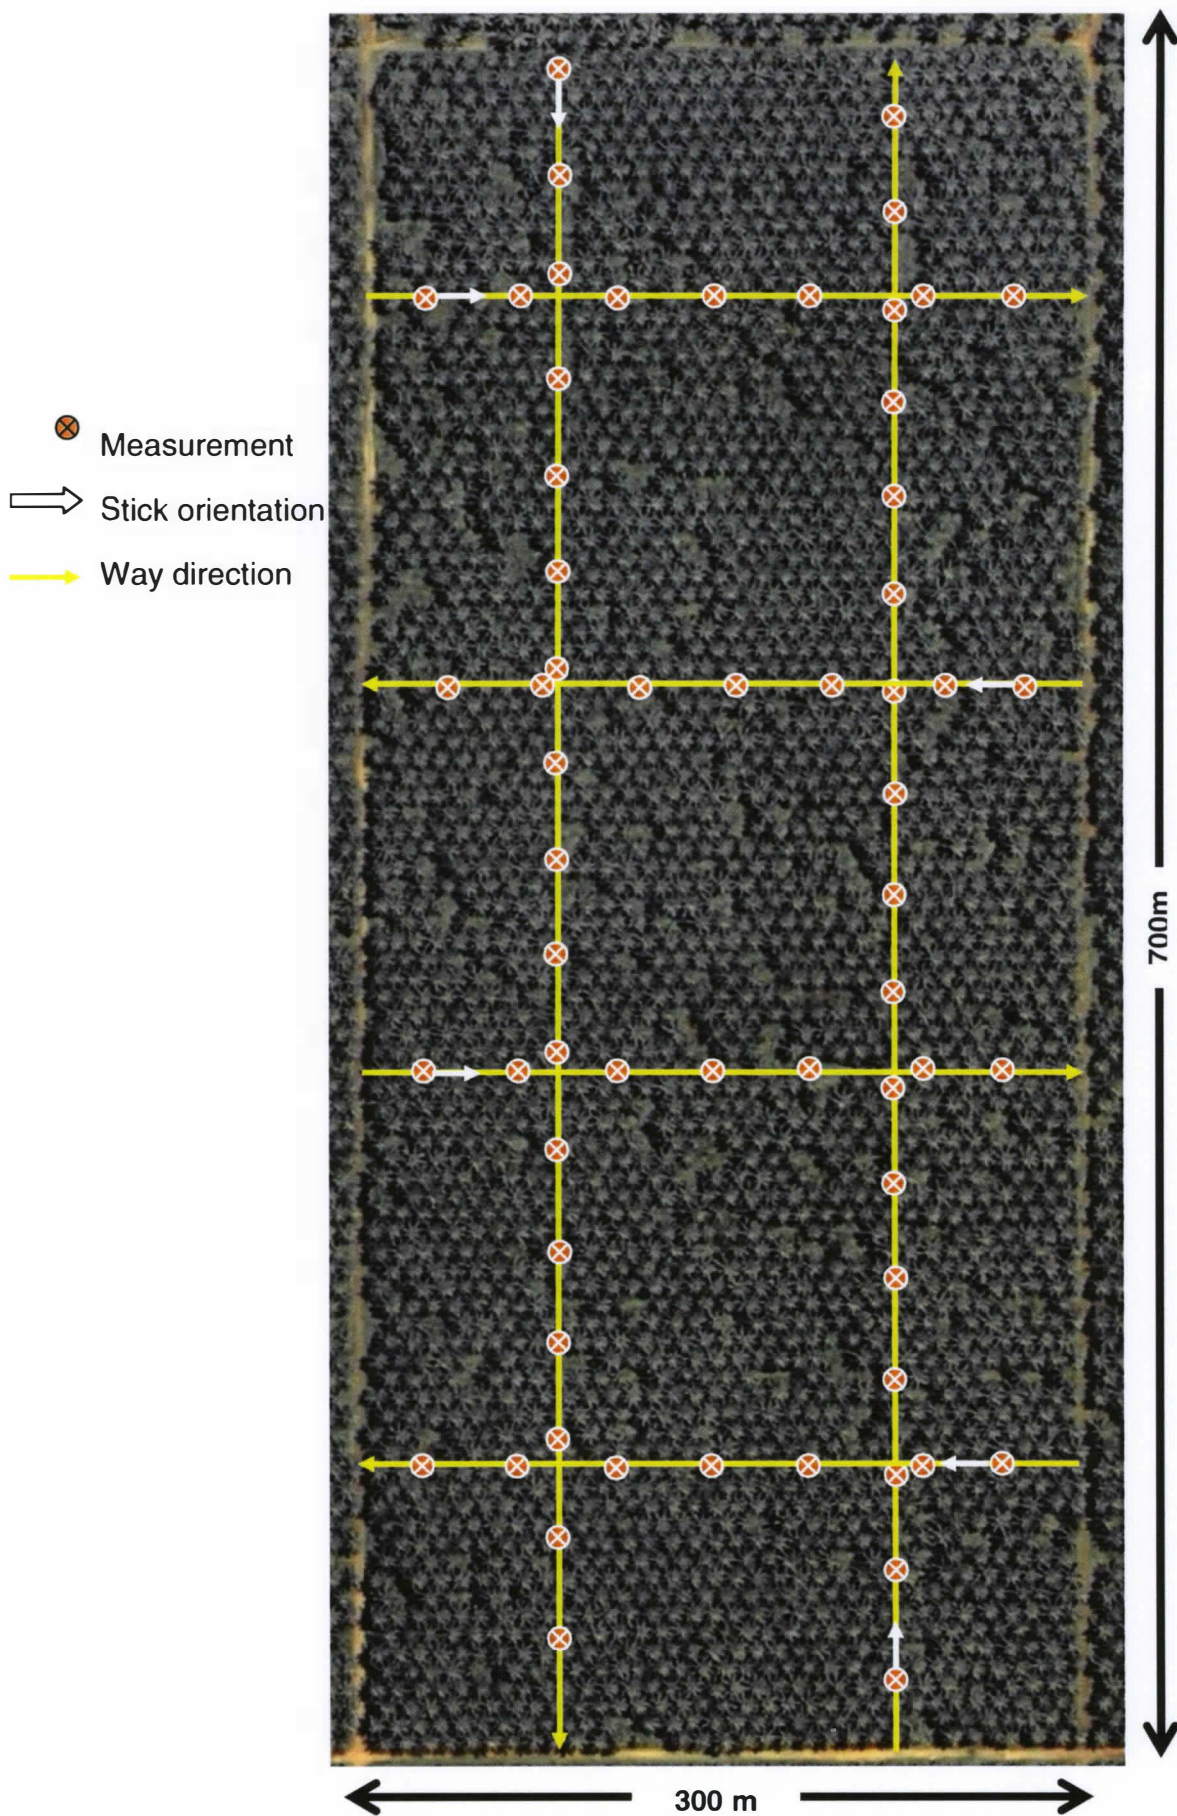 Measurement
Stick orientation
Way direction
700m
300 m